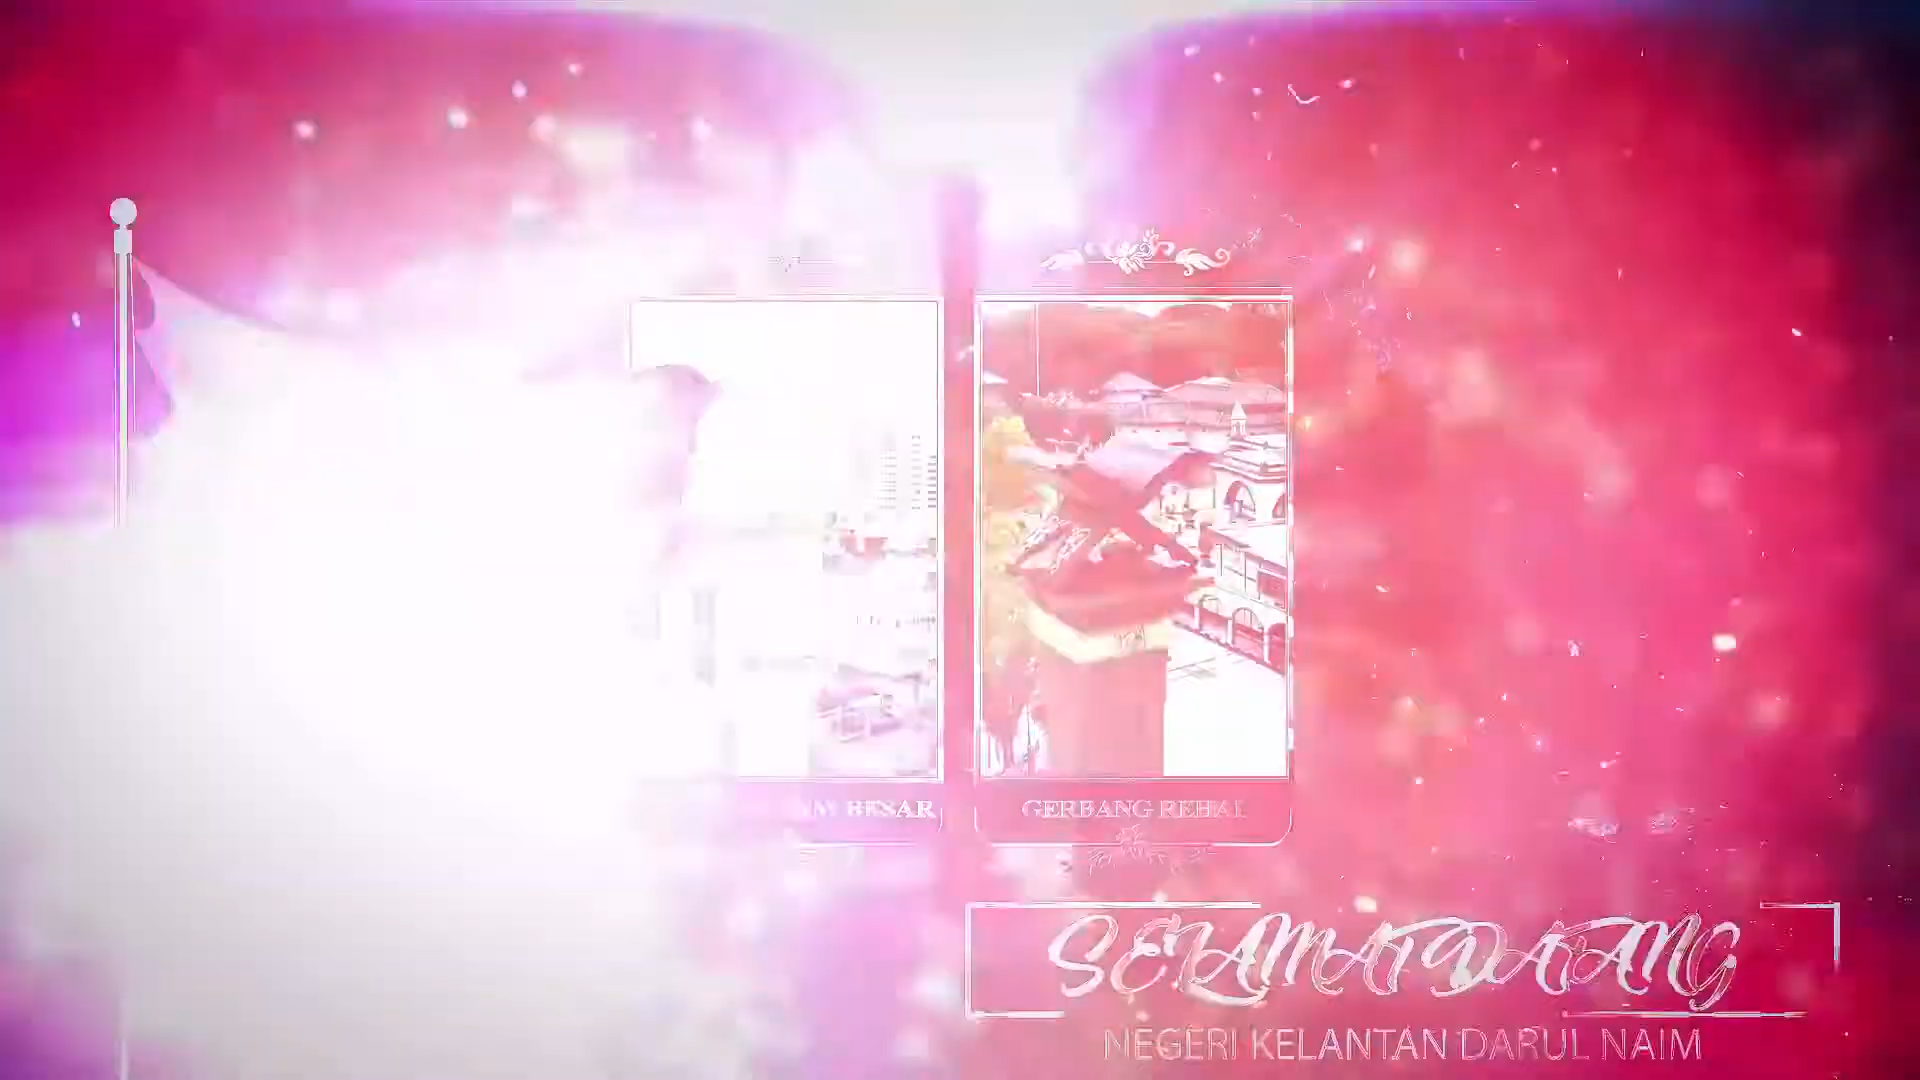 BESAR
GERBANG REHAL
SELAMAT DATANG
NEGERI KELANTAN DARUL NAIM